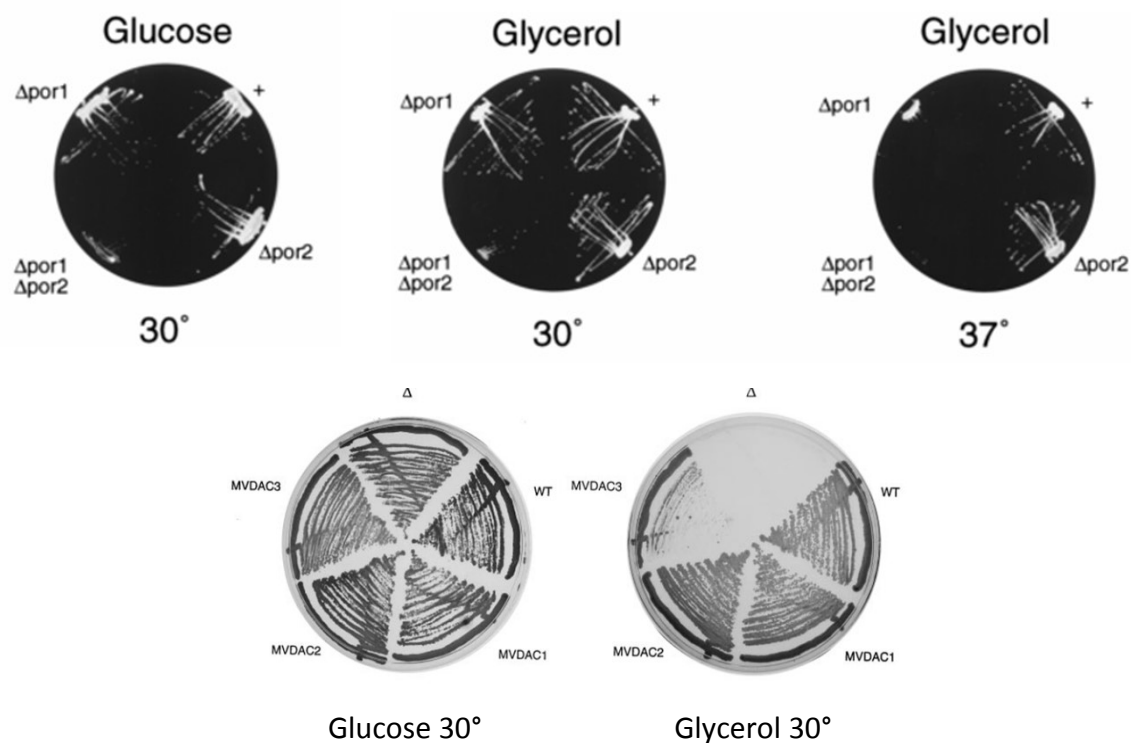 Glucose
Δpor1
+
Δpor1
Δpor2
Δpor2
30°
Glycerol
Δpor1
+
Δpor1
Δpor2
Δpor2
30°
Glycerol
Δpor1
+
Δpor1
Δpor2
Δpor2
37°
Δ
MVDAC3
WT
MVDAC2
MVDAC1
Glucose 30°
Δ
MVDAC3
WT
MVDAC2
MVDAC1
Glycerol 30°